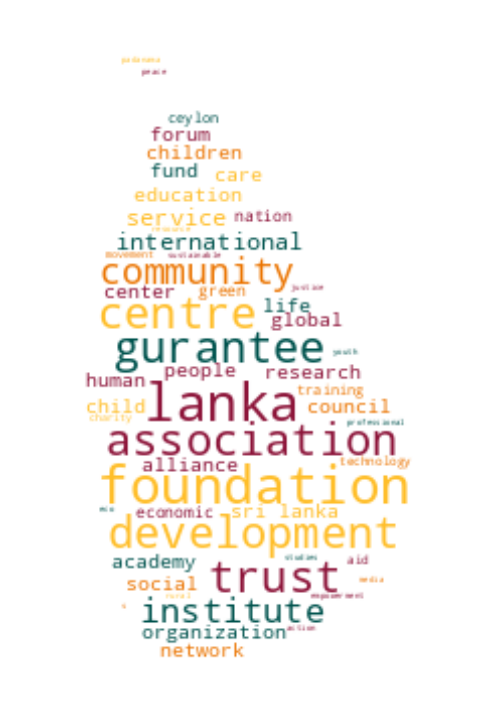 peace
ceylon
forum
children
fund care
education
service nation
resource
international
movement sustainable
community
justice
center green
centre life
global
gurantee
youth
people research
human
lanka training
child council
charity professional
association
alliance technology
foundation
eco economic sri lanka
development
studies
academy aid
trust
social media
rural empowerment
s
institute
organization action
network